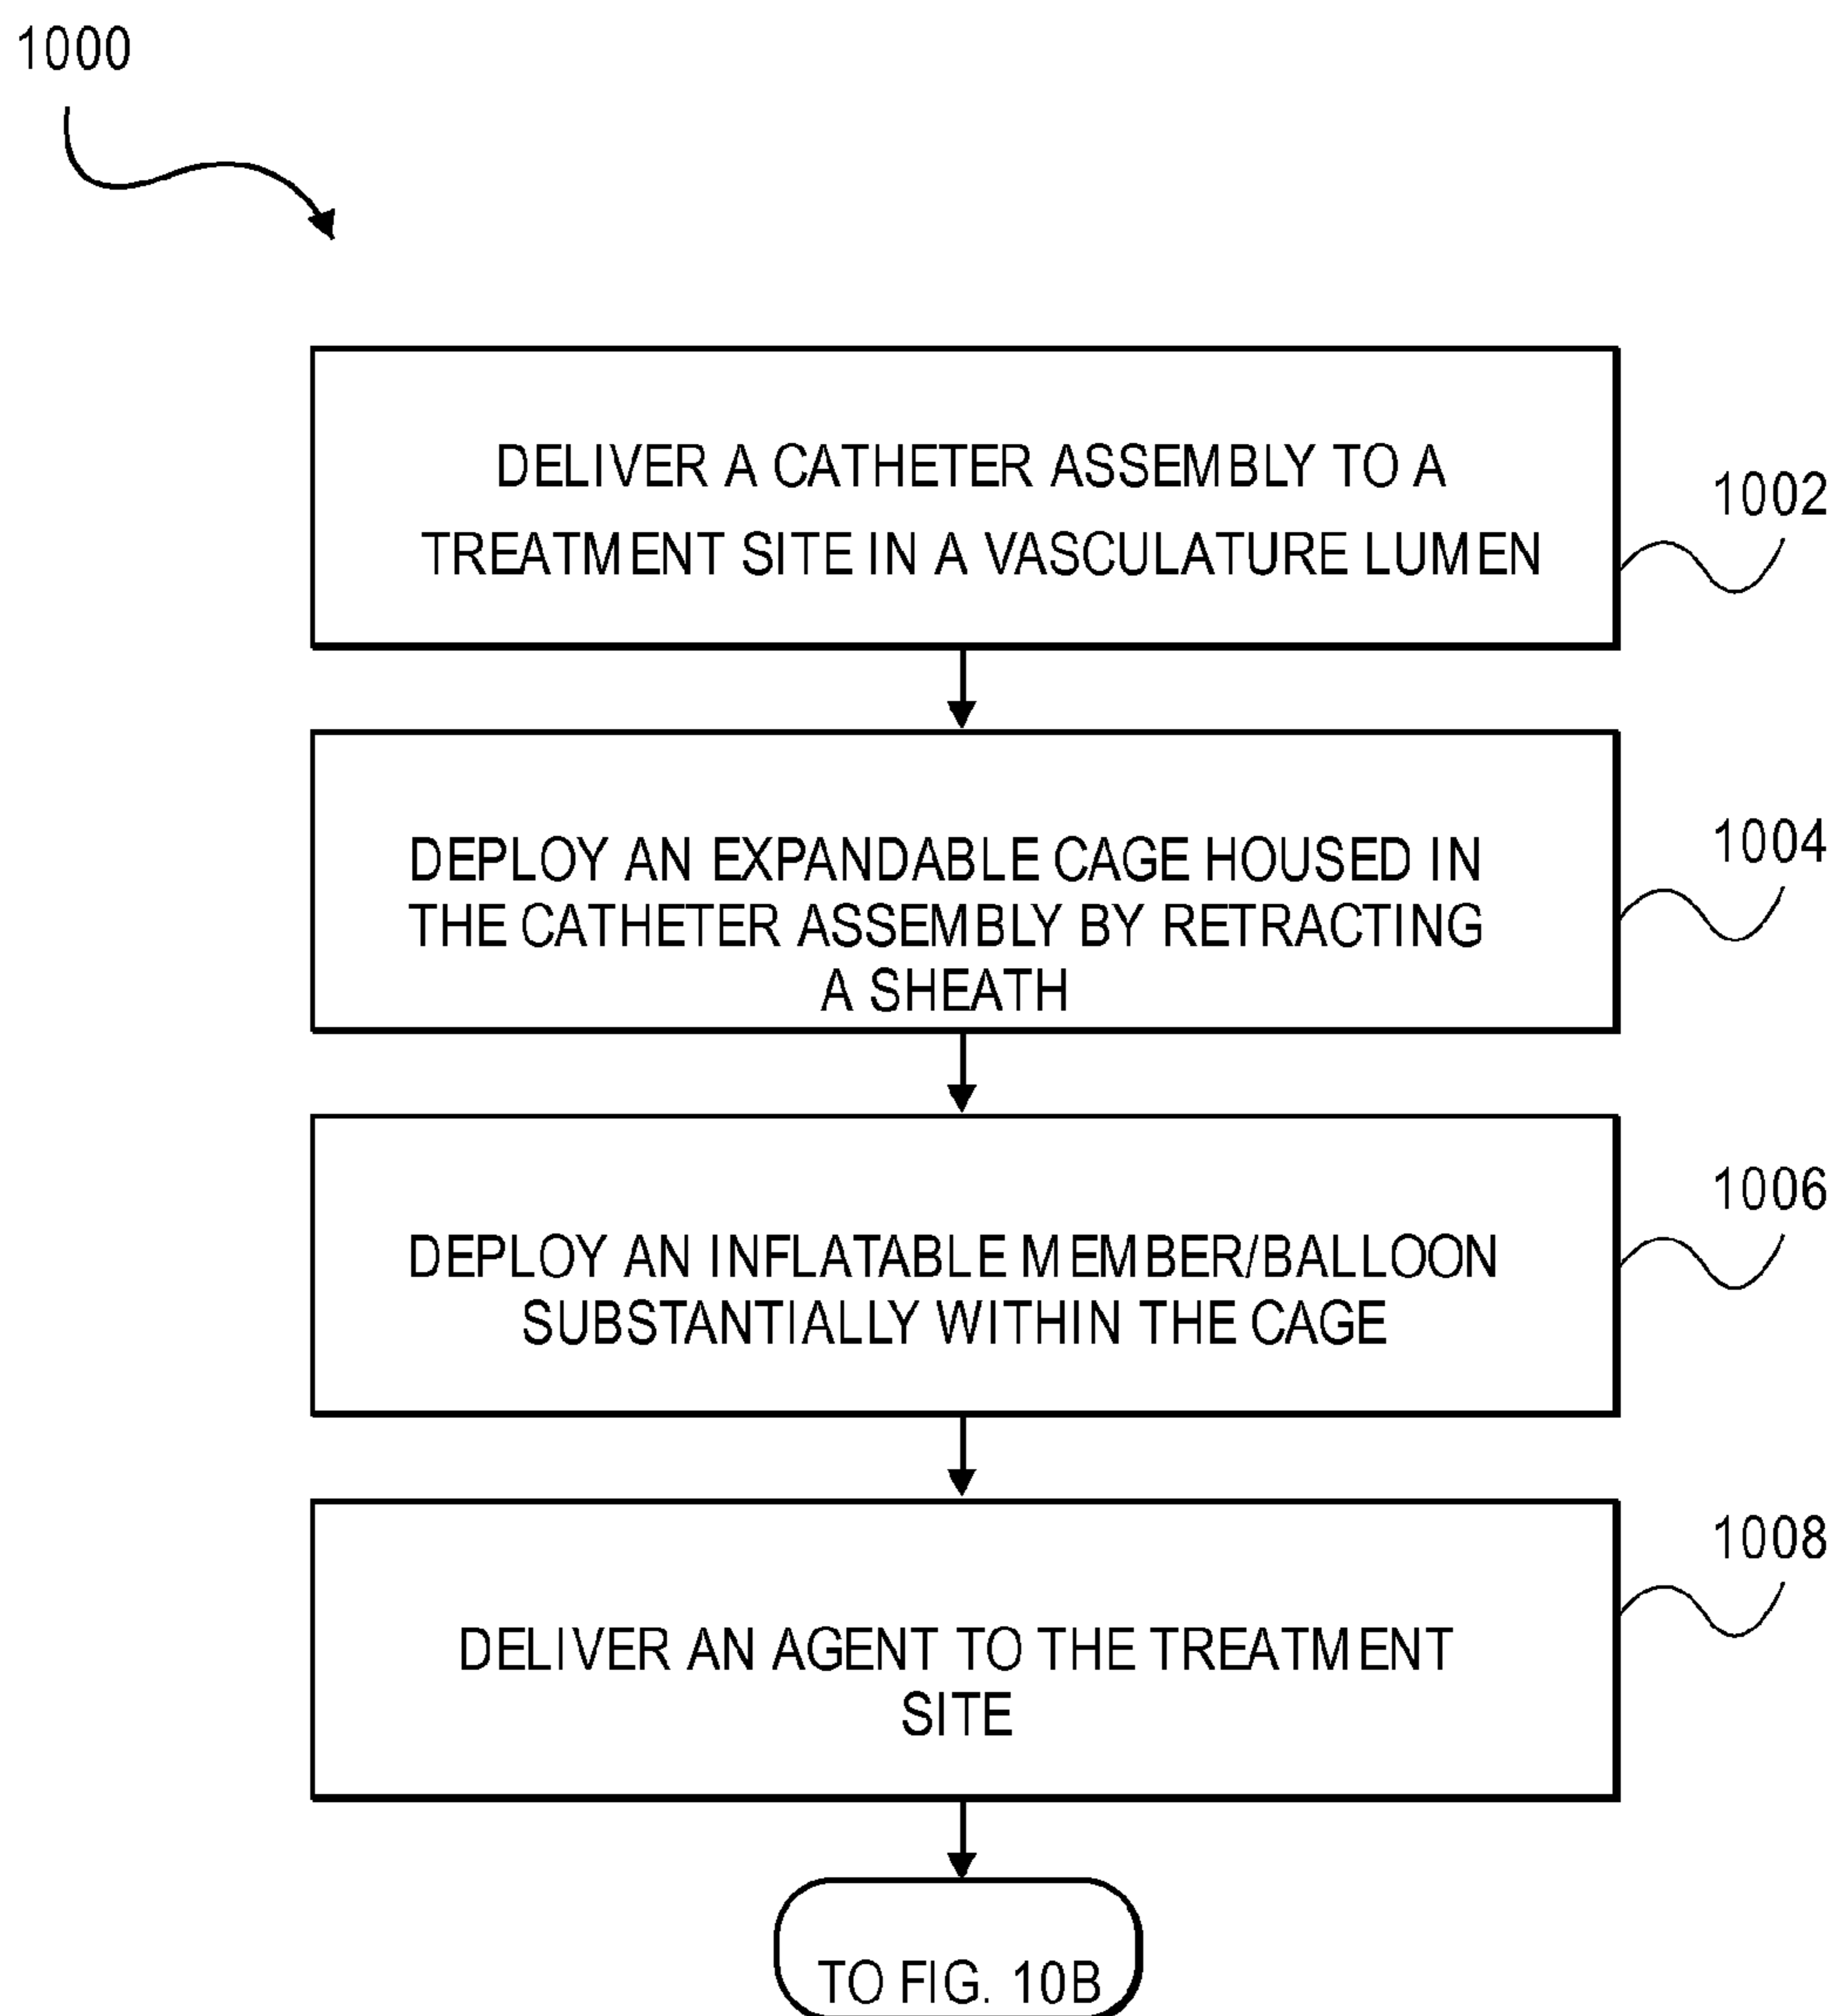 1000
DELIVER A CATHETER ASSEMBLY TO A
TREATMENT SITE IN A VASCULATURE LUMEN
1002
DEPLOY AN EXPANDABLE CAGE HOUSED IN
THE CATHETER ASSEMBLY BY RETRACTING
A SHEATH
1004
DEPLOY AN INFLATABLE MEMBER/BALLOON
SUBSTANTIALLY WITHIN THE CAGE
1006
DELIVER AN AGENT TO THE TREATMENT
SITE
1008
TO FIG. 10B